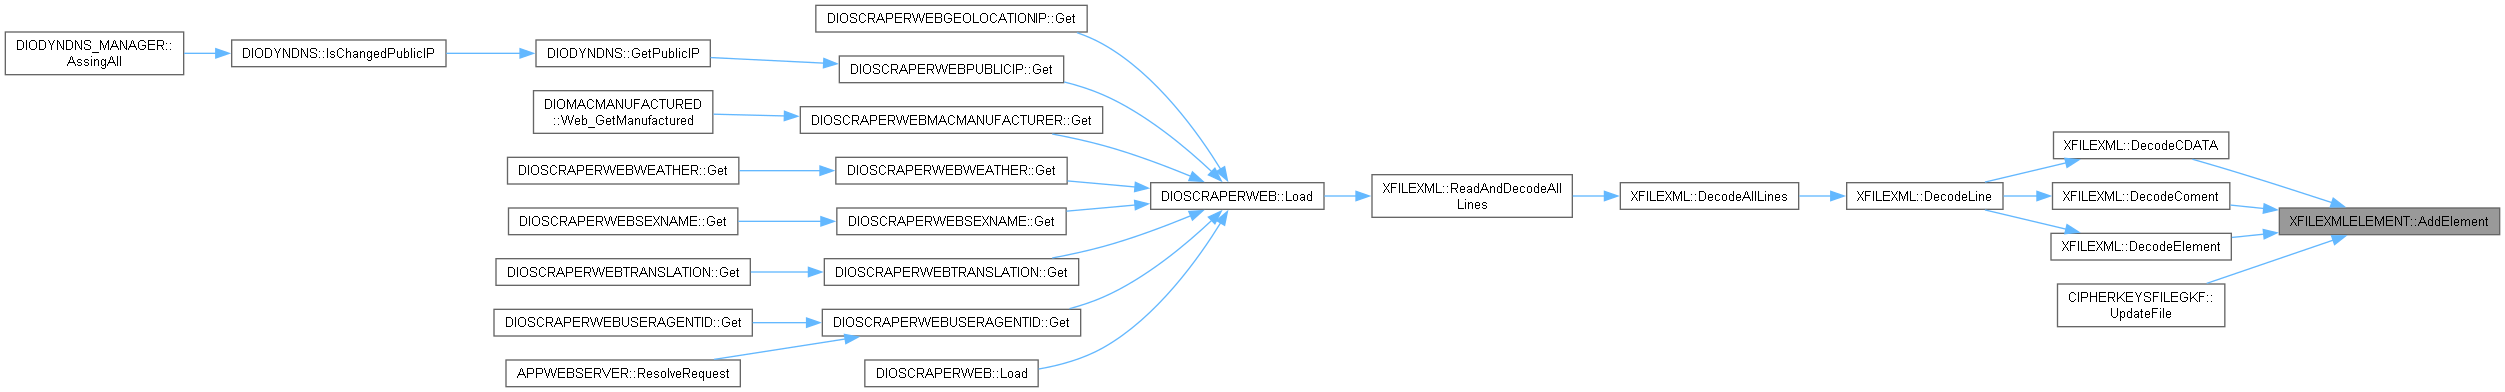 DIOSCRAPERWEBGEOLOCATIONIP::Get
DIODYNDNS_MANAGER::
AssingAll
DIODYNDNS::IsChangedPublicIP
DIODYNDNS::GetPublicIP
DIOSCRAPERWEBPUBLICIP::Get
DIOMACMANUFACTURED
::Web_GetManufactured
DIOSCRAPERWEBMACMANUFACTURER::Get
DIOSCRAPERWEBWEATHER::Get
DIOSCRAPERWEBWEATHER::Get
DIOSCRAPERWEBSEXNAME::Get
DIOSCRAPERWEBSEXNAME::Get
DIOSCRAPERWEBTRANSLATION::Get
DIOSCRAPERWEBTRANSLATION::Get
DIOSCRAPERWEBUSERAGENTID::Get
DIOSCRAPERWEBUSERAGENTID::Get
APPWEBSERVER::ResolveRequest
DIOSCRAPERWEB::Load
DIOSCRAPERWEB::Load
XFILEXML::ReadAndDecodeAll
Lines
XFILEXML::DecodeAllLines
XFILEXML::DecodeLine
XFILEXML::DecodeCDATA
XFILEXML::DecodeComent
XFILEXML::DecodeElement
CIPHERKEYSFILEGKF::
UpdateFile
XFILEXMLELEMENT::AddElement